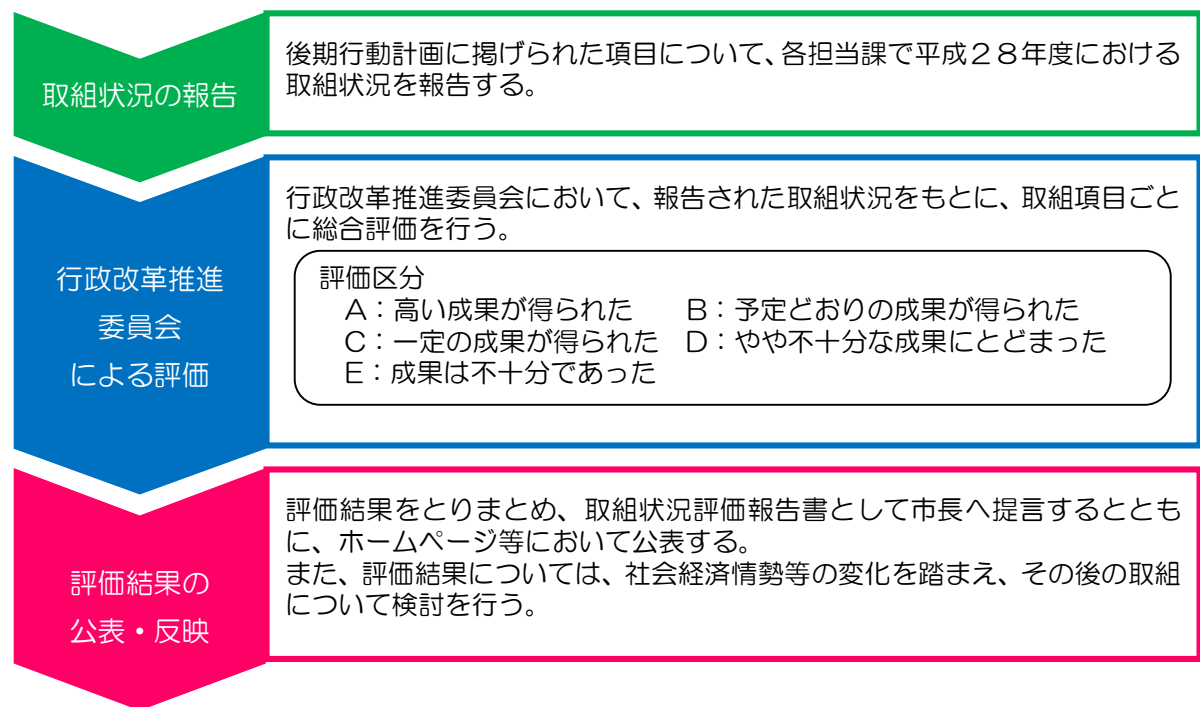 取組状況の報告
後期行動計画に掲げられた項目について、各担当課で平成２８年度における
取組状況を報告する。
行政改革推進
委員会
による評価
行政改革推進委員会において、報告された取組状況をもとに、取組項目ごと
に総合評価を行う。
評価区分
Ａ：高い成果が得られた　　Ｂ：予定どおりの成果が得られた
Ｃ：一定の成果が得られた　Ｄ：やや不十分な成果にとどまった
Ｅ：成果は不十分であった
評価結果の
公表・反映
評価結果をとりまとめ、取組状況評価報告書として市長へ提言するととも
に、ホームページ等において公表する。
また、評価結果については、社会経済情勢等の変化を踏まえ、その後の取組
について検討を行う。